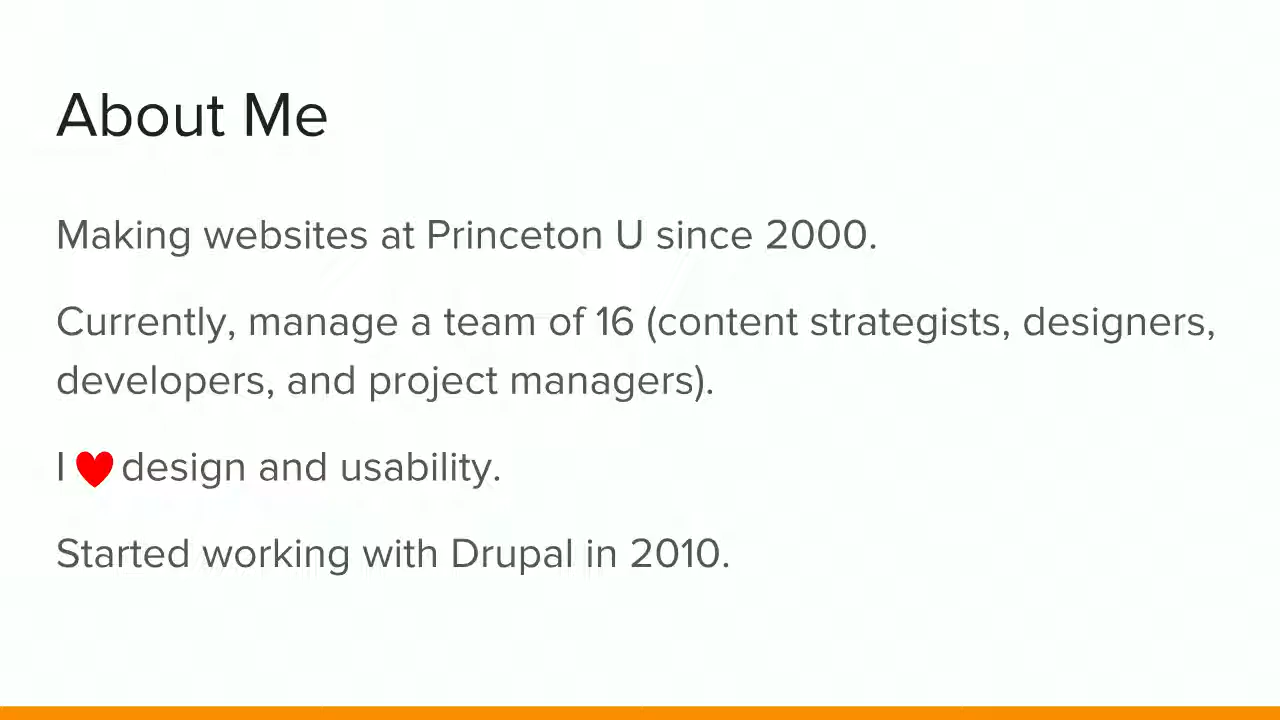 About Me
Making websites at Princeton U since 2000.
Currently, manage a team of 16 (content strategists, designers,
developers, and project managers).
I ❤ design and usability.
Started working with Drupal in 2010.